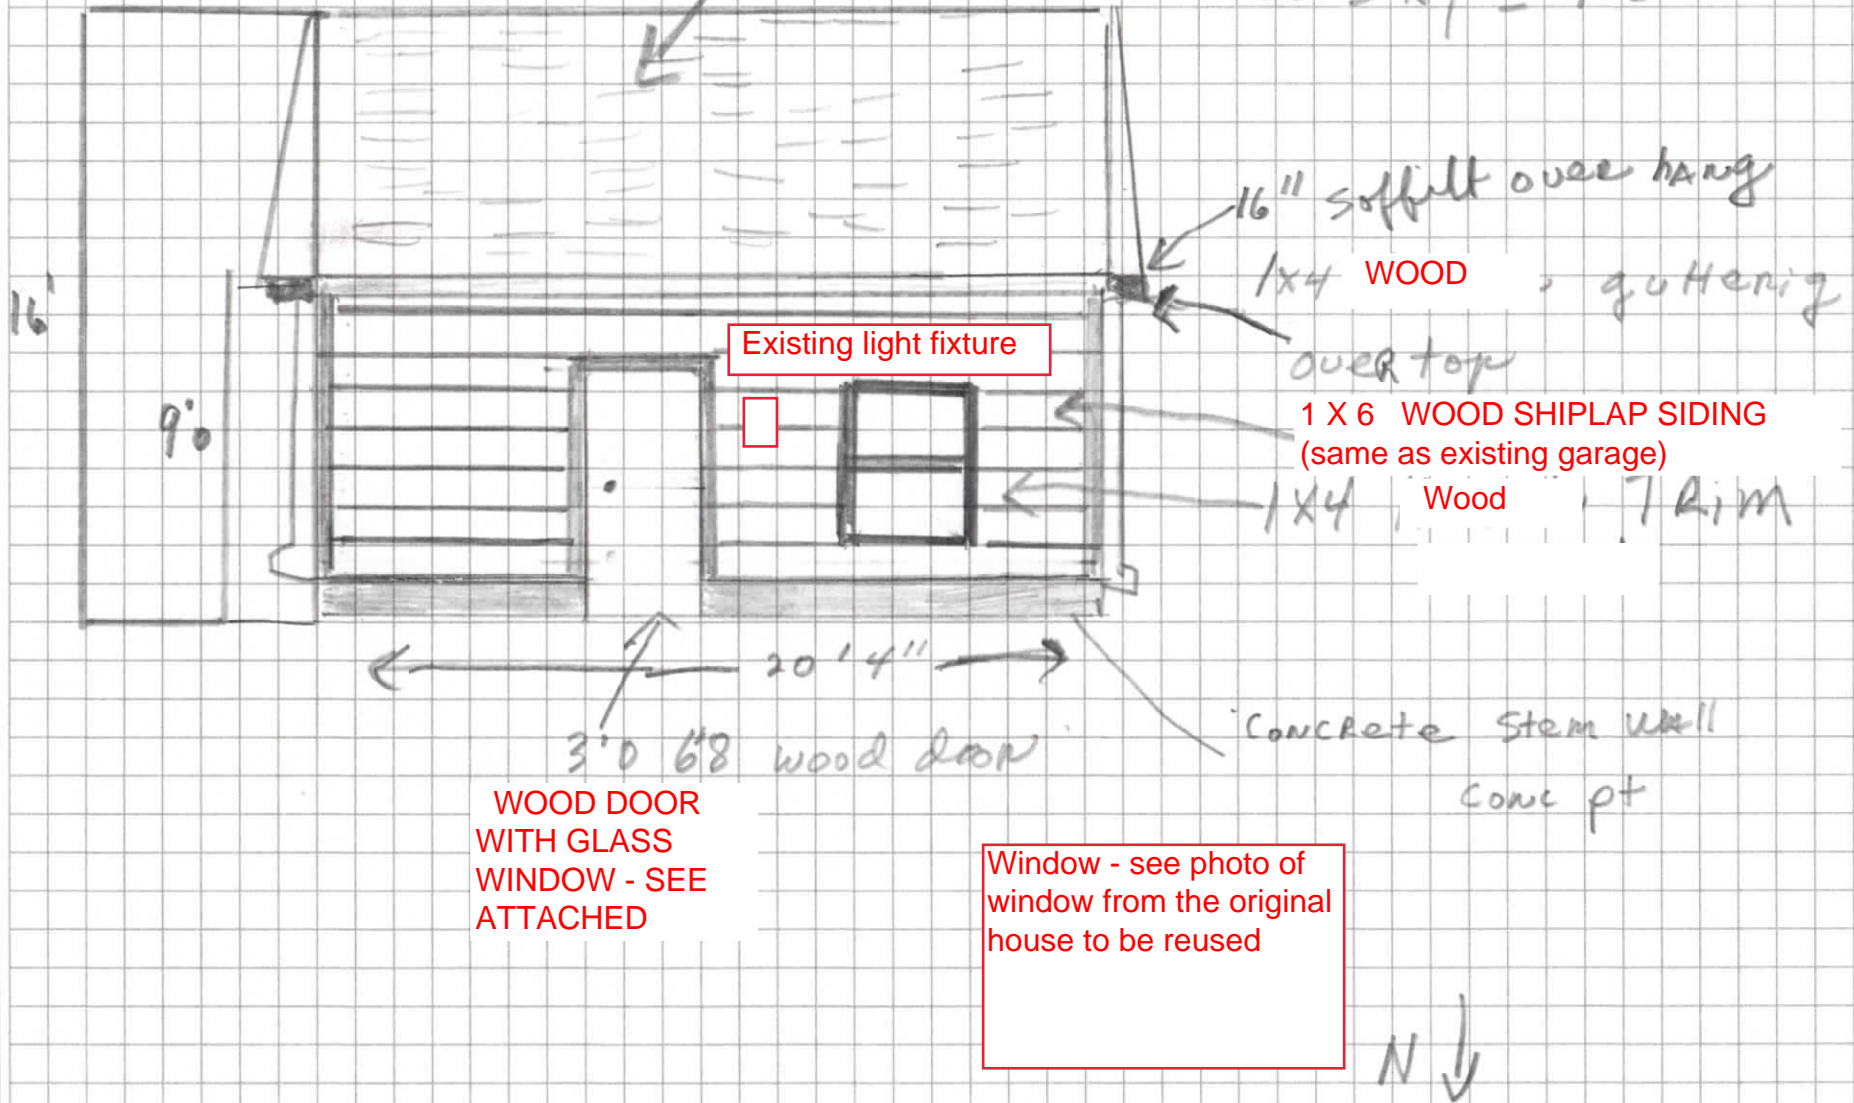 16" soffilt over hang
1x4 WOOD , guttering
over top
16'
Existing light fixture
9'0
1 X 6 WOOD SHIPLAP SIDING
(same as existing garage)
1x4 Wood , TRim
20'4"
3'0 6'8 wood door
CONCRete Stem Wall
conc pt
WOOD DOOR
WITH GLASS
WINDOW - SEE
ATTACHED
Window - see photo of
window from the original
house to be reused
N